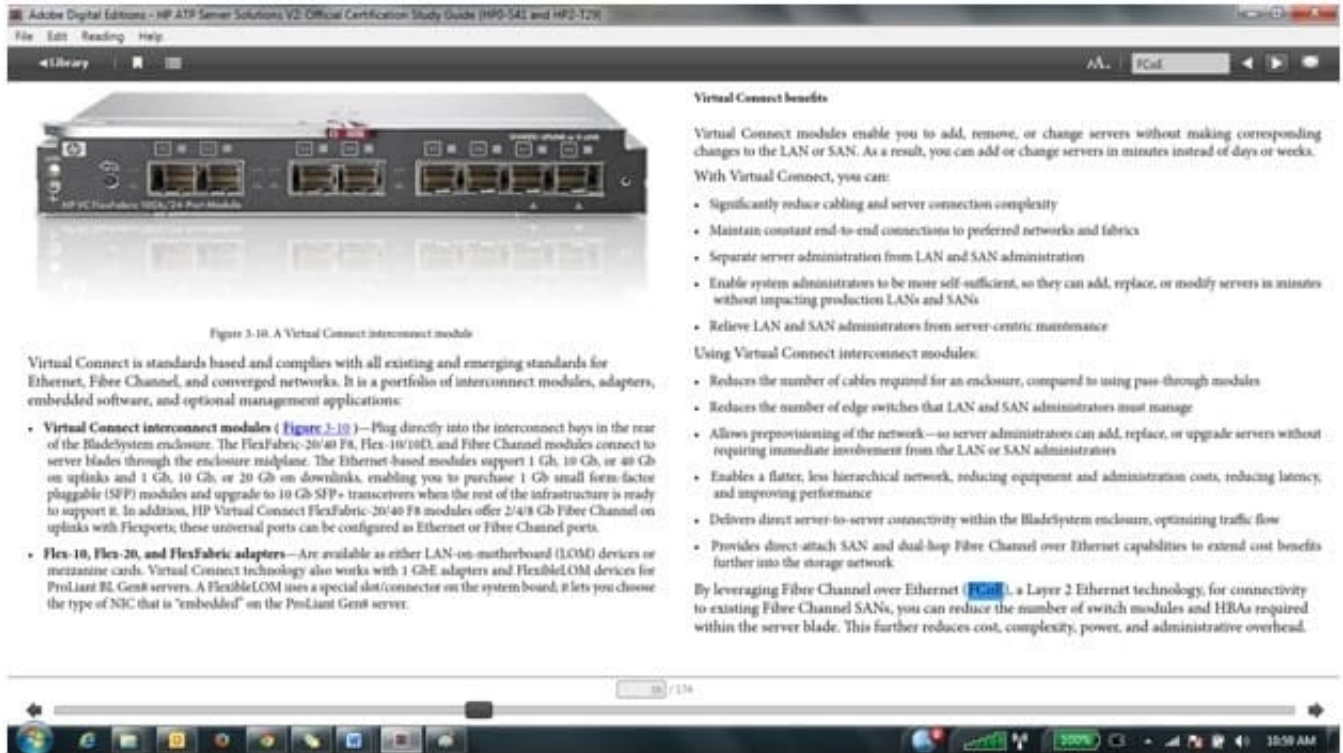 Adobe Digital Editions - HP ATP Server Solutions V2: Official Certification Study Guide (HP0-S41 and HP2-T29)
File Edit Reading Help
Library
FCoE
HP VC FlexFabric 10Gb/24-Port Module
Figure 3-10. A Virtual Connect interconnect module
Virtual Connect is standards based and complies with all existing and emerging standards for
Ethernet, Fibre Channel, and converged networks. It is a portfolio of interconnect modules, adapters,
embedded software, and optional management applications:
• Virtual Connect interconnect modules ( Figure 3-10 )—Plug directly into the interconnect bays in the rear
of the BladeSystem enclosure. The FlexFabric-20/40 F8, Flex-10/10D, and Fibre Channel modules connect to
server blades through the enclosure midplane. The Ethernet-based modules support 1 Gb, 10 Gb, or 40 Gb
on uplinks and 1 Gb, 10 Gb, or 20 Gb on downlinks, enabling you to purchase 1 Gb small form-factor
pluggable (SFP) modules and upgrade to 10 Gb SFP+ transceivers when the rest of the infrastructure is ready
to support it. In addition, HP Virtual Connect FlexFabric-20/40 F8 modules offer 2/4/8 Gb Fibre Channel on
uplinks with Flexports; these universal ports can be configured as Ethernet or Fibre Channel ports.
• Flex-10, Flex-20, and FlexFabric adapters—Are available as either LAN-on-motherboard (LOM) devices or
mezzanine cards. Virtual Connect technology also works with 1 GbE adapters and FlexibleLOM devices for
ProLiant BL Gen8 servers. A FlexibleLOM uses a special slot/connector on the system board; it lets you choose
the type of NIC that is "embedded" on the ProLiant Gen8 server.
Virtual Connect benefits
Virtual Connect modules enable you to add, remove, or change servers without making corresponding
changes to the LAN or SAN. As a result, you can add or change servers in minutes instead of days or weeks.
With Virtual Connect, you can:
• Significantly reduce cabling and server connection complexity
• Maintain constant end-to-end connections to preferred networks and fabrics
• Separate server administration from LAN and SAN administration
• Enable system administrators to be more self-sufficient, so they can add, replace, or modify servers in minutes
without impacting production LANs and SANs
• Relieve LAN and SAN administrators from server-centric maintenance
Using Virtual Connect interconnect modules:
• Reduces the number of cables required for an enclosure, compared to using pass-through modules
• Reduces the number of edge switches that LAN and SAN administrators must manage
• Allows preprovisioning of the network—so server administrators can add, replace, or upgrade servers without
requiring immediate involvement from the LAN or SAN administrators
• Enables a flatter, less hierarchical network, reducing equipment and administration costs, reducing latency,
and improving performance
• Delivers direct server-to-server connectivity within the BladeSystem enclosure, optimizing traffic flow
• Provides direct-attach SAN and dual-hop Fibre Channel over Ethernet capabilities to extend cost benefits
further into the storage network
By leveraging Fibre Channel over Ethernet (FCoE), a Layer 2 Ethernet technology, for connectivity
to existing Fibre Channel SANs, you can reduce the number of switch modules and HBAs required
within the server blade. This further reduces cost, complexity, power, and administrative overhead.
/ 174
100%
10:59 AM